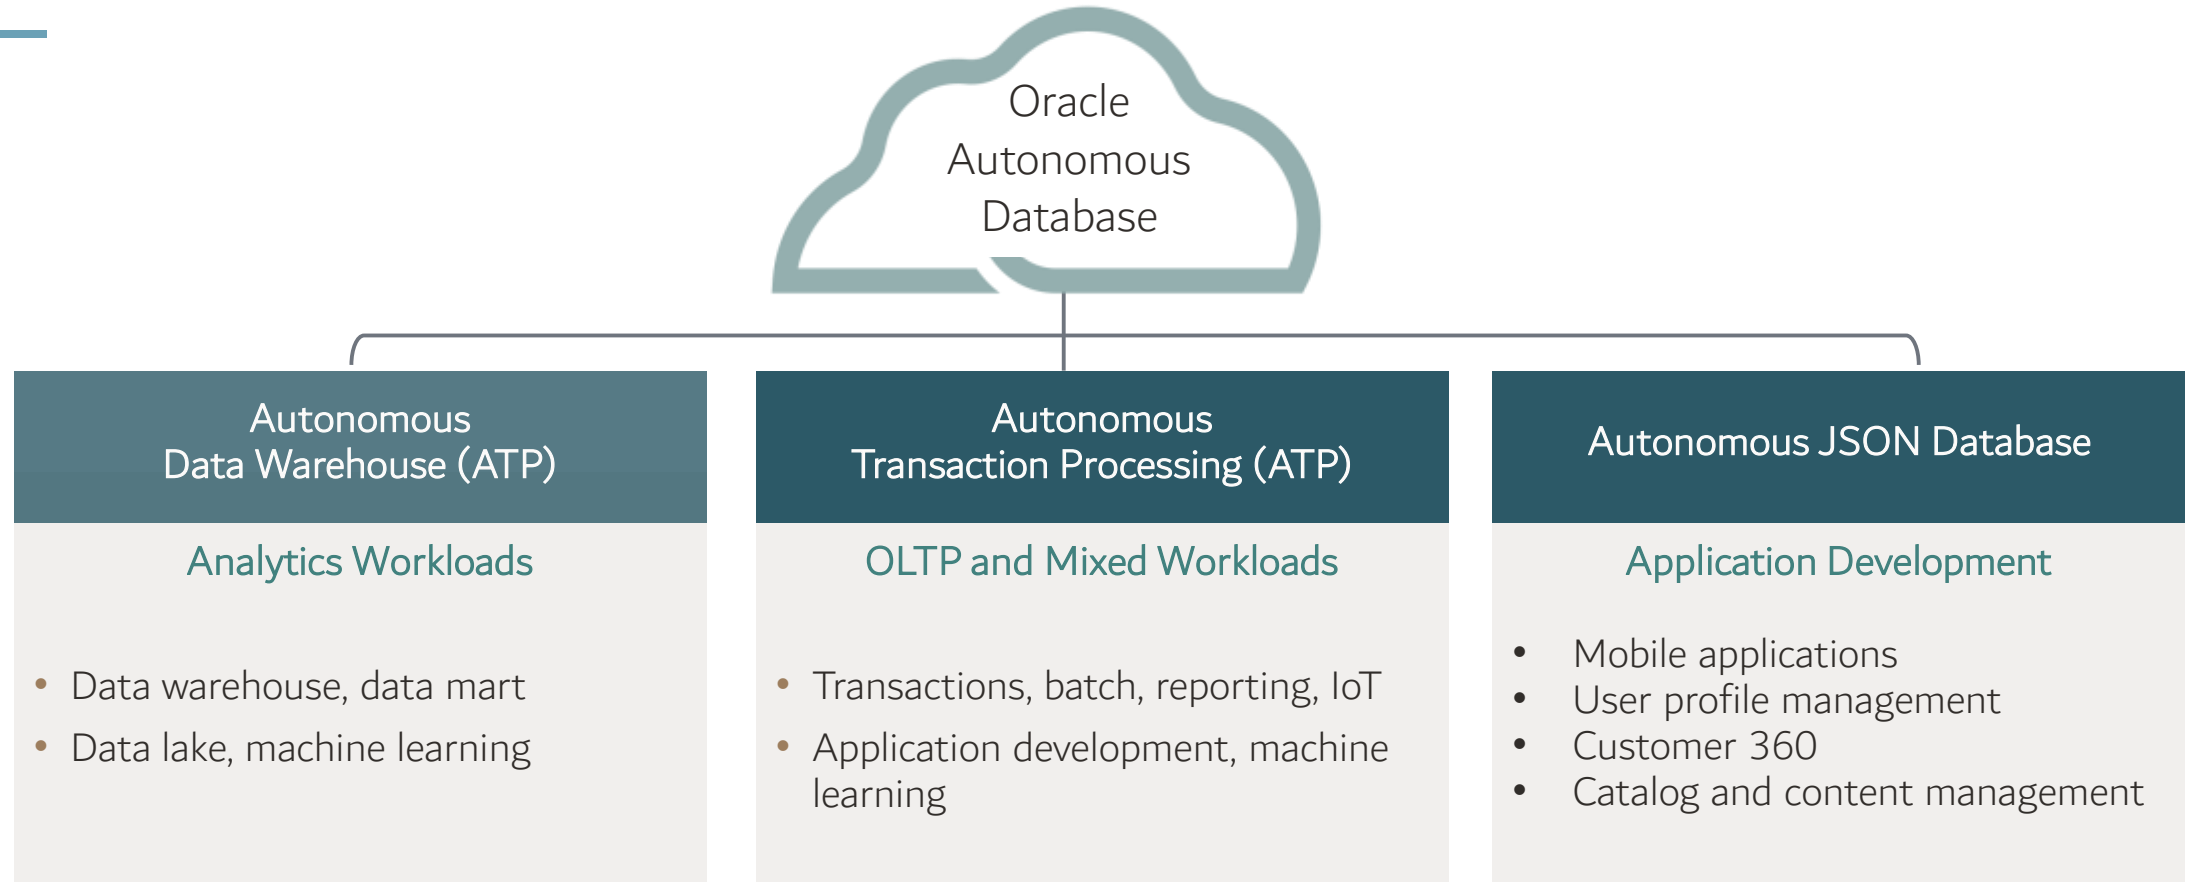 Oracle
Autonomous
Database
Autonomous
Data Warehouse (ATP)
Analytics Workloads
• Data warehouse, data mart
• Data lake, machine learning
Autonomous
Transaction Processing (ATP)
OLTP and Mixed Workloads
• Transactions, batch, reporting, IoT
• Application development, machine
learning
Autonomous JSON Database
Application Development
• Mobile applications
• User profile management
• Customer 360
• Catalog and content management